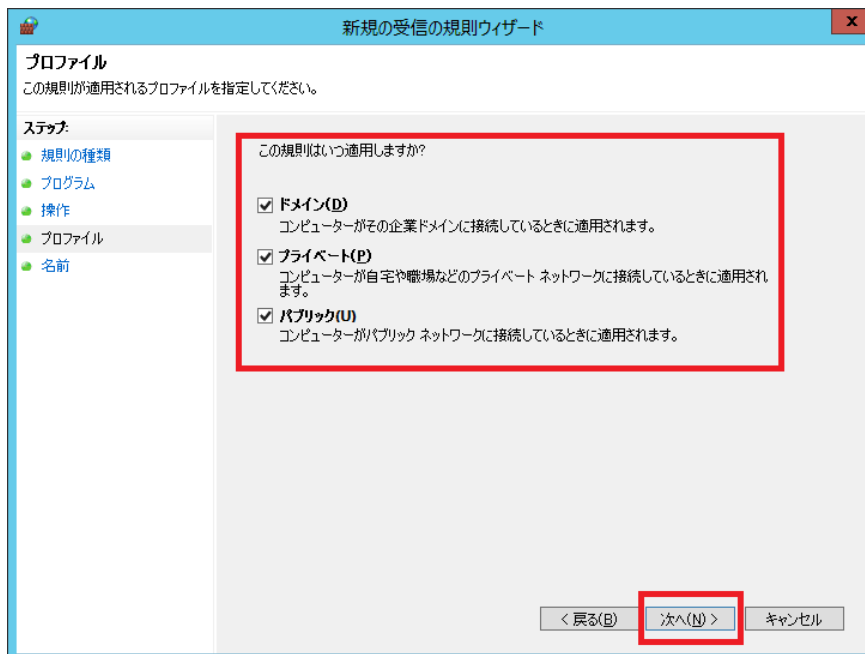 新規の受信の規則ウィザード
x
プロファイル
この規則が適用されるプロファイルを指定してください。
ステップ:
規則の種類
プログラム
操作
プロファイル
名前
この規則はいつ適用しますか?
ドメイン(D)
コンピューターがその企業ドメインに接続しているときに適用されます。
プライベート(P)
コンピューターが自宅や職場などのプライベート ネットワークに接続しているときに適用され
ます。
パブリック(U)
コンピューターがパブリック ネットワークに接続しているときに適用されます。
< 戻る(B)
次へ(N) >
キャンセル